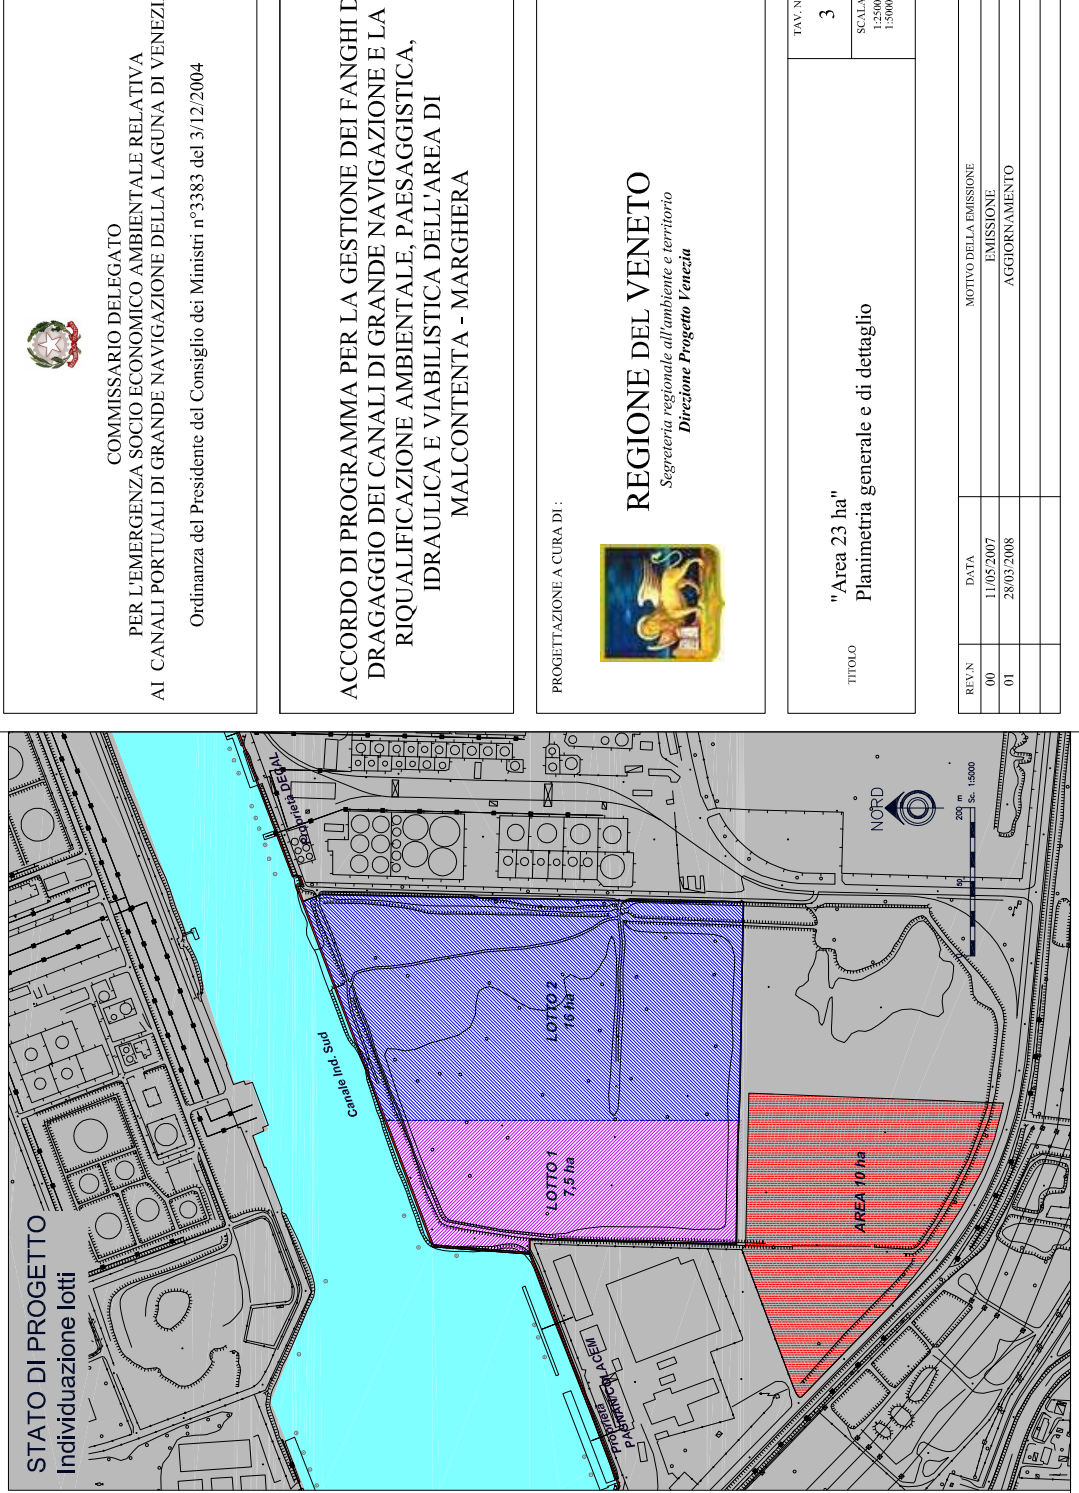 COMMISSARIO DELEGATO
PER L'EMERGENZA SOCIO ECONOMICO AMBIENTALE RELATIVA
AI CANALI PORTUALI DI GRANDE NAVIGAZIONE DELLA LAGUNA DI VENEZI
Ordinanza del Presidente del Consiglio dei Ministri n°3383 del 3/12/2004
ACCORDO DI PROGRAMMA PER LA GESTIONE DEI FANGHI D
DRAGAGGIO DEI CANALI DI GRANDE NAVIGAZIONE E LA
RIQUALIFICAZIONE AMBIENTALE, PAESAGGISTICA,
IDRAULICA E VIABILISTICA DELL'AREA DI
MALCONTENTA - MARGHERA
PROGETTAZIONE A CURA DI :
REGIONE DEL VENETO
Segreteria regionale all'ambiente e territorio
Direzione Progetto Venezia
TITOLO
"Area 23 ha"
Planimetria generale e di dettaglio
TAV. N
3
SCALA
1:2500
1:5000
REV.N DATA MOTIVO DELLA EMISSIONE
00 11/05/2007 EMISSIONE
01 28/03/2008 AGGIORNAMENTO
STATO DI PROGETTO
Individuazione lotti
Canale Ind. Sud
Proprietà DECAL
LOTTO 2
16 ha
LOTTO 1
7,5 ha
AREA 10 ha
Proprietà
NORD
50
200 m
Sc. 1:5000